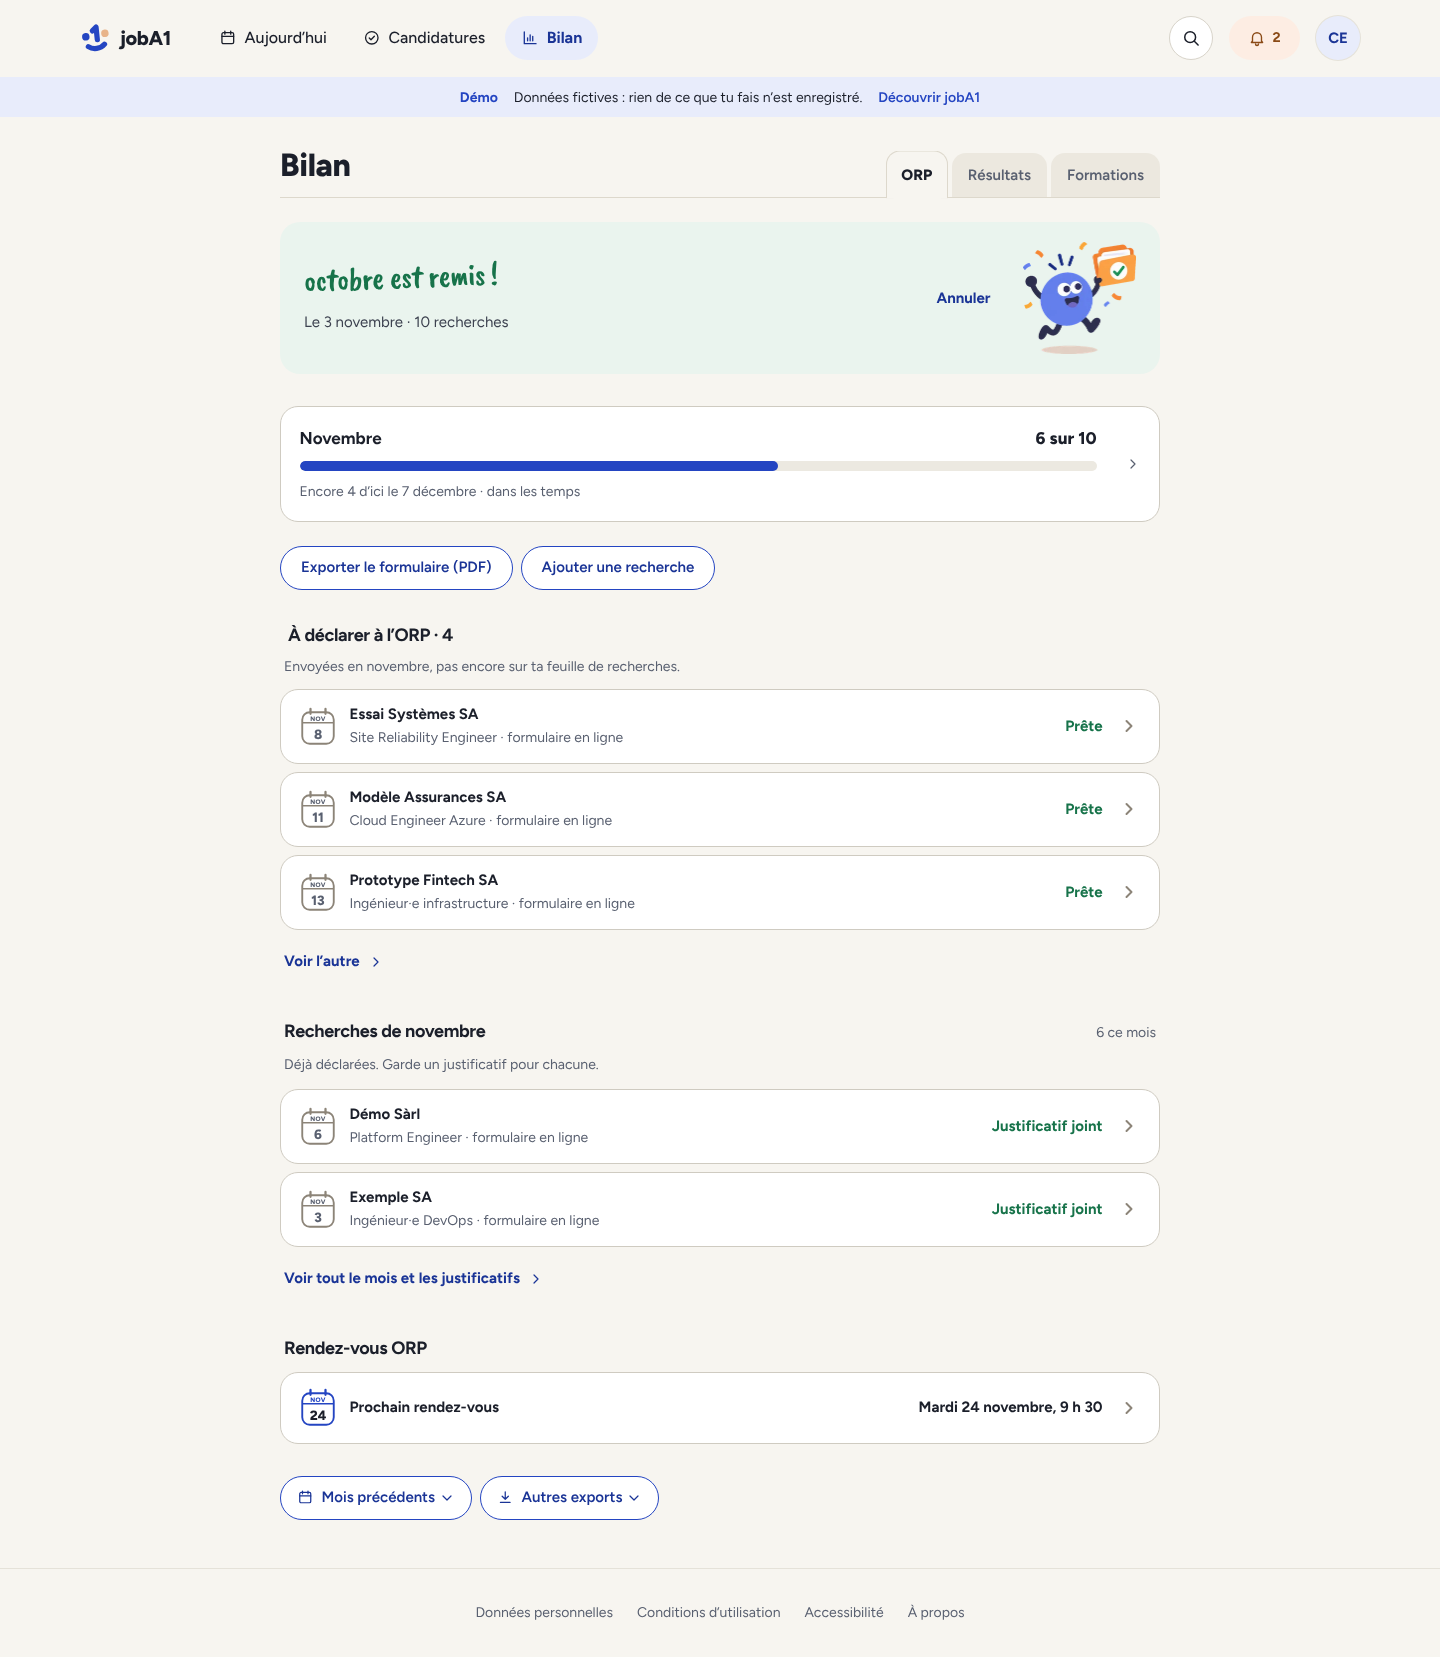 jobA1
Aujourd’hui
Candidatures
Bilan
2
CE
Démo Données fictives : rien de ce que tu fais n’est enregistré. Découvrir jobA1
Bilan
ORP
Résultats
Formations
octobre est remis !
Le 3 novembre · 10 recherches
Annuler
Novembre
6 sur 10
Encore 4 d’ici le 7 décembre · dans les temps
Exporter le formulaire (PDF)
Ajouter une recherche
À déclarer à l’ORP · 4
Envoyées en novembre, pas encore sur ta feuille de recherches.
NOV
8
Essai Systèmes SA
Site Reliability Engineer · formulaire en ligne
Prête
NOV
11
Modèle Assurances SA
Cloud Engineer Azure · formulaire en ligne
Prête
NOV
13
Prototype Fintech SA
Ingénieur·e infrastructure · formulaire en ligne
Prête
Voir l’autre
Recherches de novembre
6 ce mois
Déjà déclarées. Garde un justificatif pour chacune.
NOV
6
Démo Sàrl
Platform Engineer · formulaire en ligne
Justificatif joint
NOV
3
Exemple SA
Ingénieur·e DevOps · formulaire en ligne
Justificatif joint
Voir tout le mois et les justificatifs
Rendez-vous ORP
NOV
24
Prochain rendez-vous
Mardi 24 novembre, 9 h 30
Mois précédents
Autres exports
Données personnelles
Conditions d’utilisation
Accessibilité
À propos